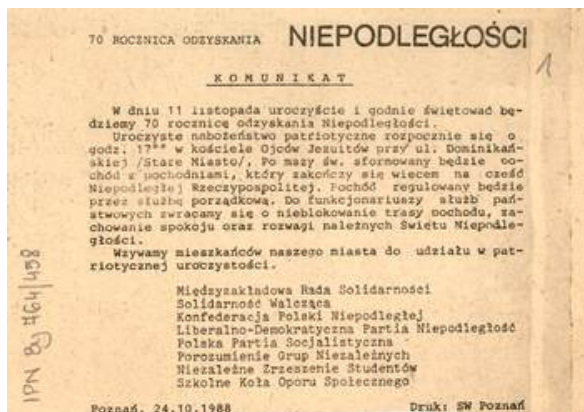 70 ROCZNICA ODZYSKANIA NIEPODLEGŁOŚCI
1
KOMUNIKAT
W dniu 11 listopada uroczyście i godnie świętować bę-
dziemy 70 rocznicę odzyskania Niepodległości.
Uroczyste nabożeństwo patriotyczne rozpocznie się o
godz. 17°° w kościele Ojców Jezuitów przy ul. Dominikań-
skiej /Stare Miasto/. Po mszy św. sformowany będzie po-
chód z pochodniami, który zakończy się wiecem na cześć
Niepodległej Rzeczypospolitej. Pochód regulowany będzie
przez służbę porządkową. Do funkcjonariuszy służb pań-
stwowych zwracamy się o nieblokowanie trasy pochodu, za-
chowanie spokoju oraz rozwagi należnych Świętu Niepodle-
głości.
Wzywamy mieszkańców naszego miasta do udziału w pat-
riotycznej uroczystości.
Międzyzakładowa Rada Solidarności
Solidarność Walcząca
Konfederacja Polski Niepodległej
Liberalno-Demokratyczna Partia Niepodległość
Polska Partia Socjalistyczna
Porozumienie Grup Niezależnych
Niezależne Zrzeszenie Studentów
Szkolne Koła Oporu Społecznego
Poznań, 24.10.1988 Druk: SW Poznań
IPN By 764/458